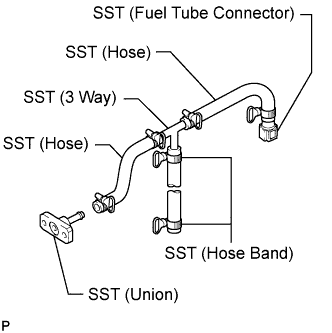 SST (Fuel Tube Connector)
SST (Hose)
SST (3 Way)
SST (Hose)
SST (Hose Band)
SST (Union)
P